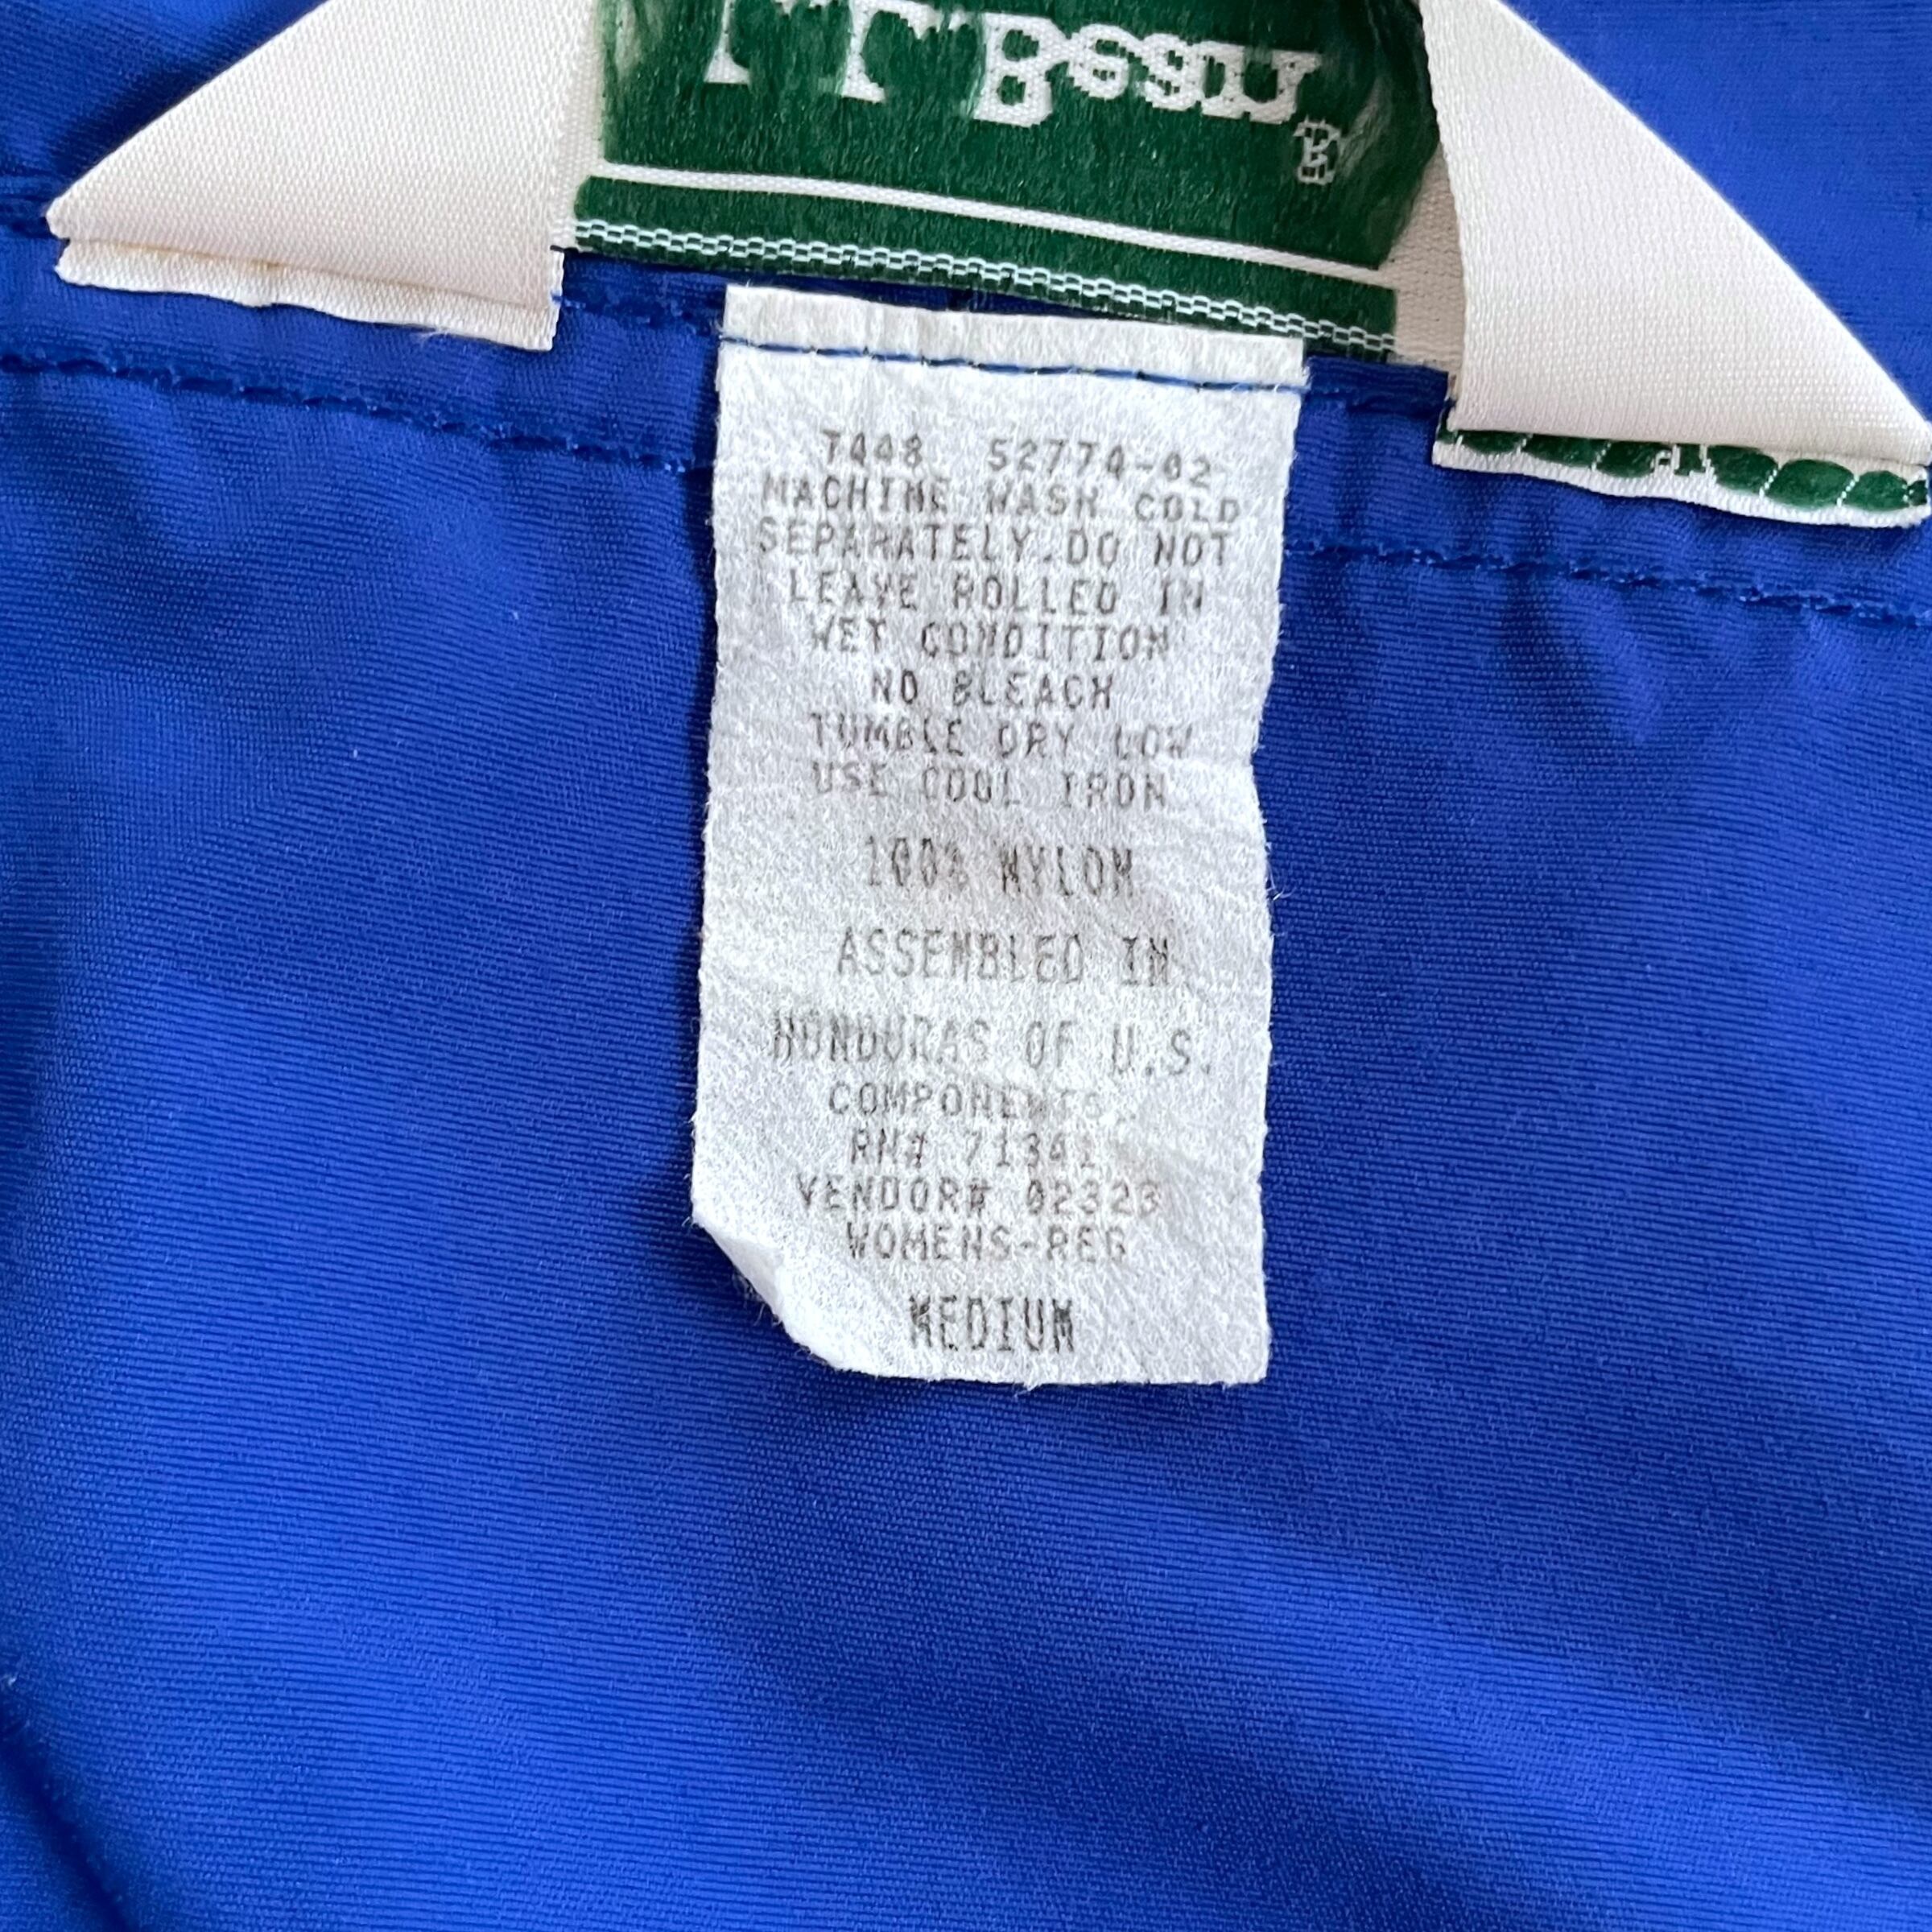 L.L.Bean
®
7448 52774-02
MACHINE WASH COLD
SEPARATELY.DO NOT
LEAVE ROLLED IN
WET CONDITION
NO BLEACH
TUMBLE DRY LOW
USE COOL IRON
100% NYLON
ASSEMBLED IN
HONDURAS OF U.S.
COMPONENTS.
RN# 71341
VENDOR# 02323
WOMENS-REG
MEDIUM